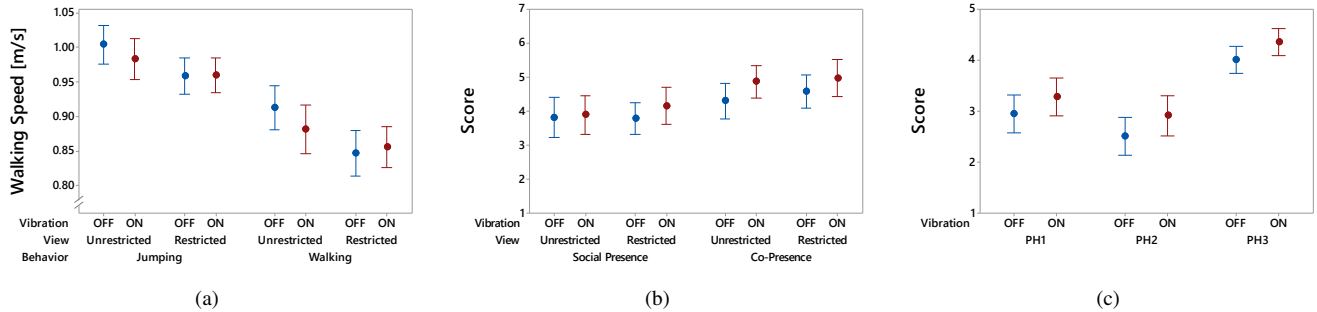 Walking Speed [m/s]
1.05
1.00
0.95
0.90
0.85
0.80
Vibration OFF ON OFF ON OFF ON OFF ON
View Unrestricted Restricted Unrestricted Restricted
Behavior Jumping Walking
(a)
Score
7
6
5
4
3
2
1
Vibration OFF ON OFF ON OFF ON OFF ON
View Unrestricted Restricted Unrestricted Restricted
Social Presence Co-Presence
(b)
Score
5
4
3
2
1
Vibration OFF ON OFF ON OFF ON
PH1 PH2 PH3
(c)